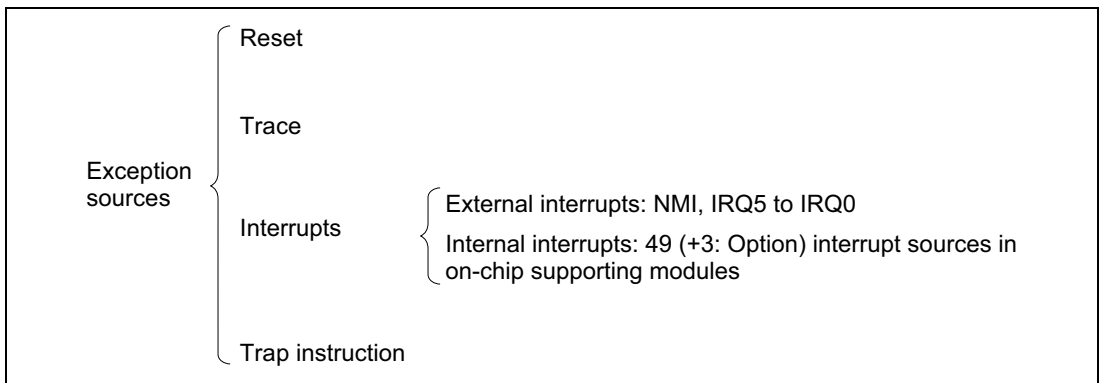 Reset
Trace
Exception
sources
Interrupts
External interrupts: NMI, IRQ5 to IRQ0
Internal interrupts: 49 (+3: Option) interrupt sources in
on-chip supporting modules
Trap instruction